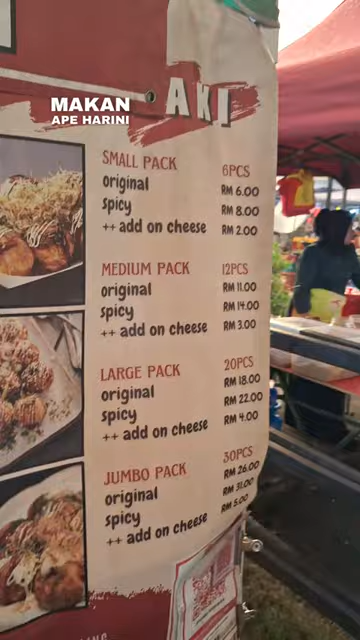 MAKAN
APE HARINI
AKI
SMALL PACK 6PCS
original RM 6.00
spicy RM 8.00
++ add on cheese RM 2.00
MEDIUM PACK 12PCS
original RM 11.00
spicy RM 14.00
++ add on cheese RM 3.00
LARGE PACK 20PCS
original RM 18.00
spicy RM 22.00
++ add on cheese RM 4.00
JUMBO PACK 30PCS
original RM 26.00
spicy RM 31.00
++ add on cheese RM 5.00